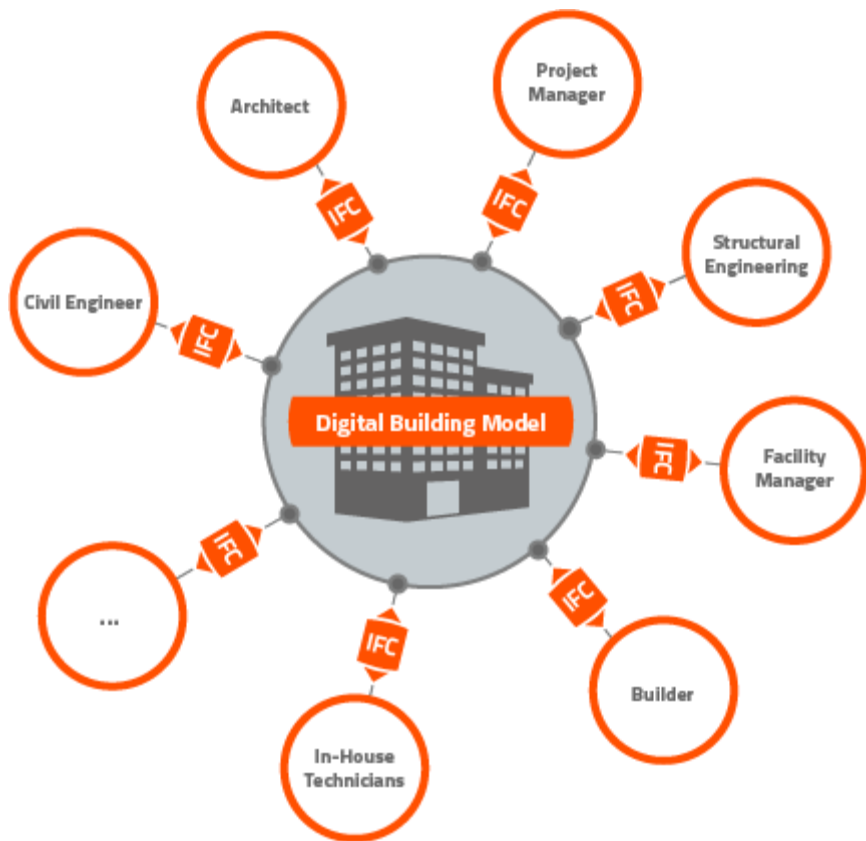 Architect
IFC
Project
Manager
IFC
Structural
Engineering
IFC
Facility
Manager
IFC
Builder
IFC
In-House
Technicians
IFC
...
IFC
Civil Engineer
IFC
Digital Building Model